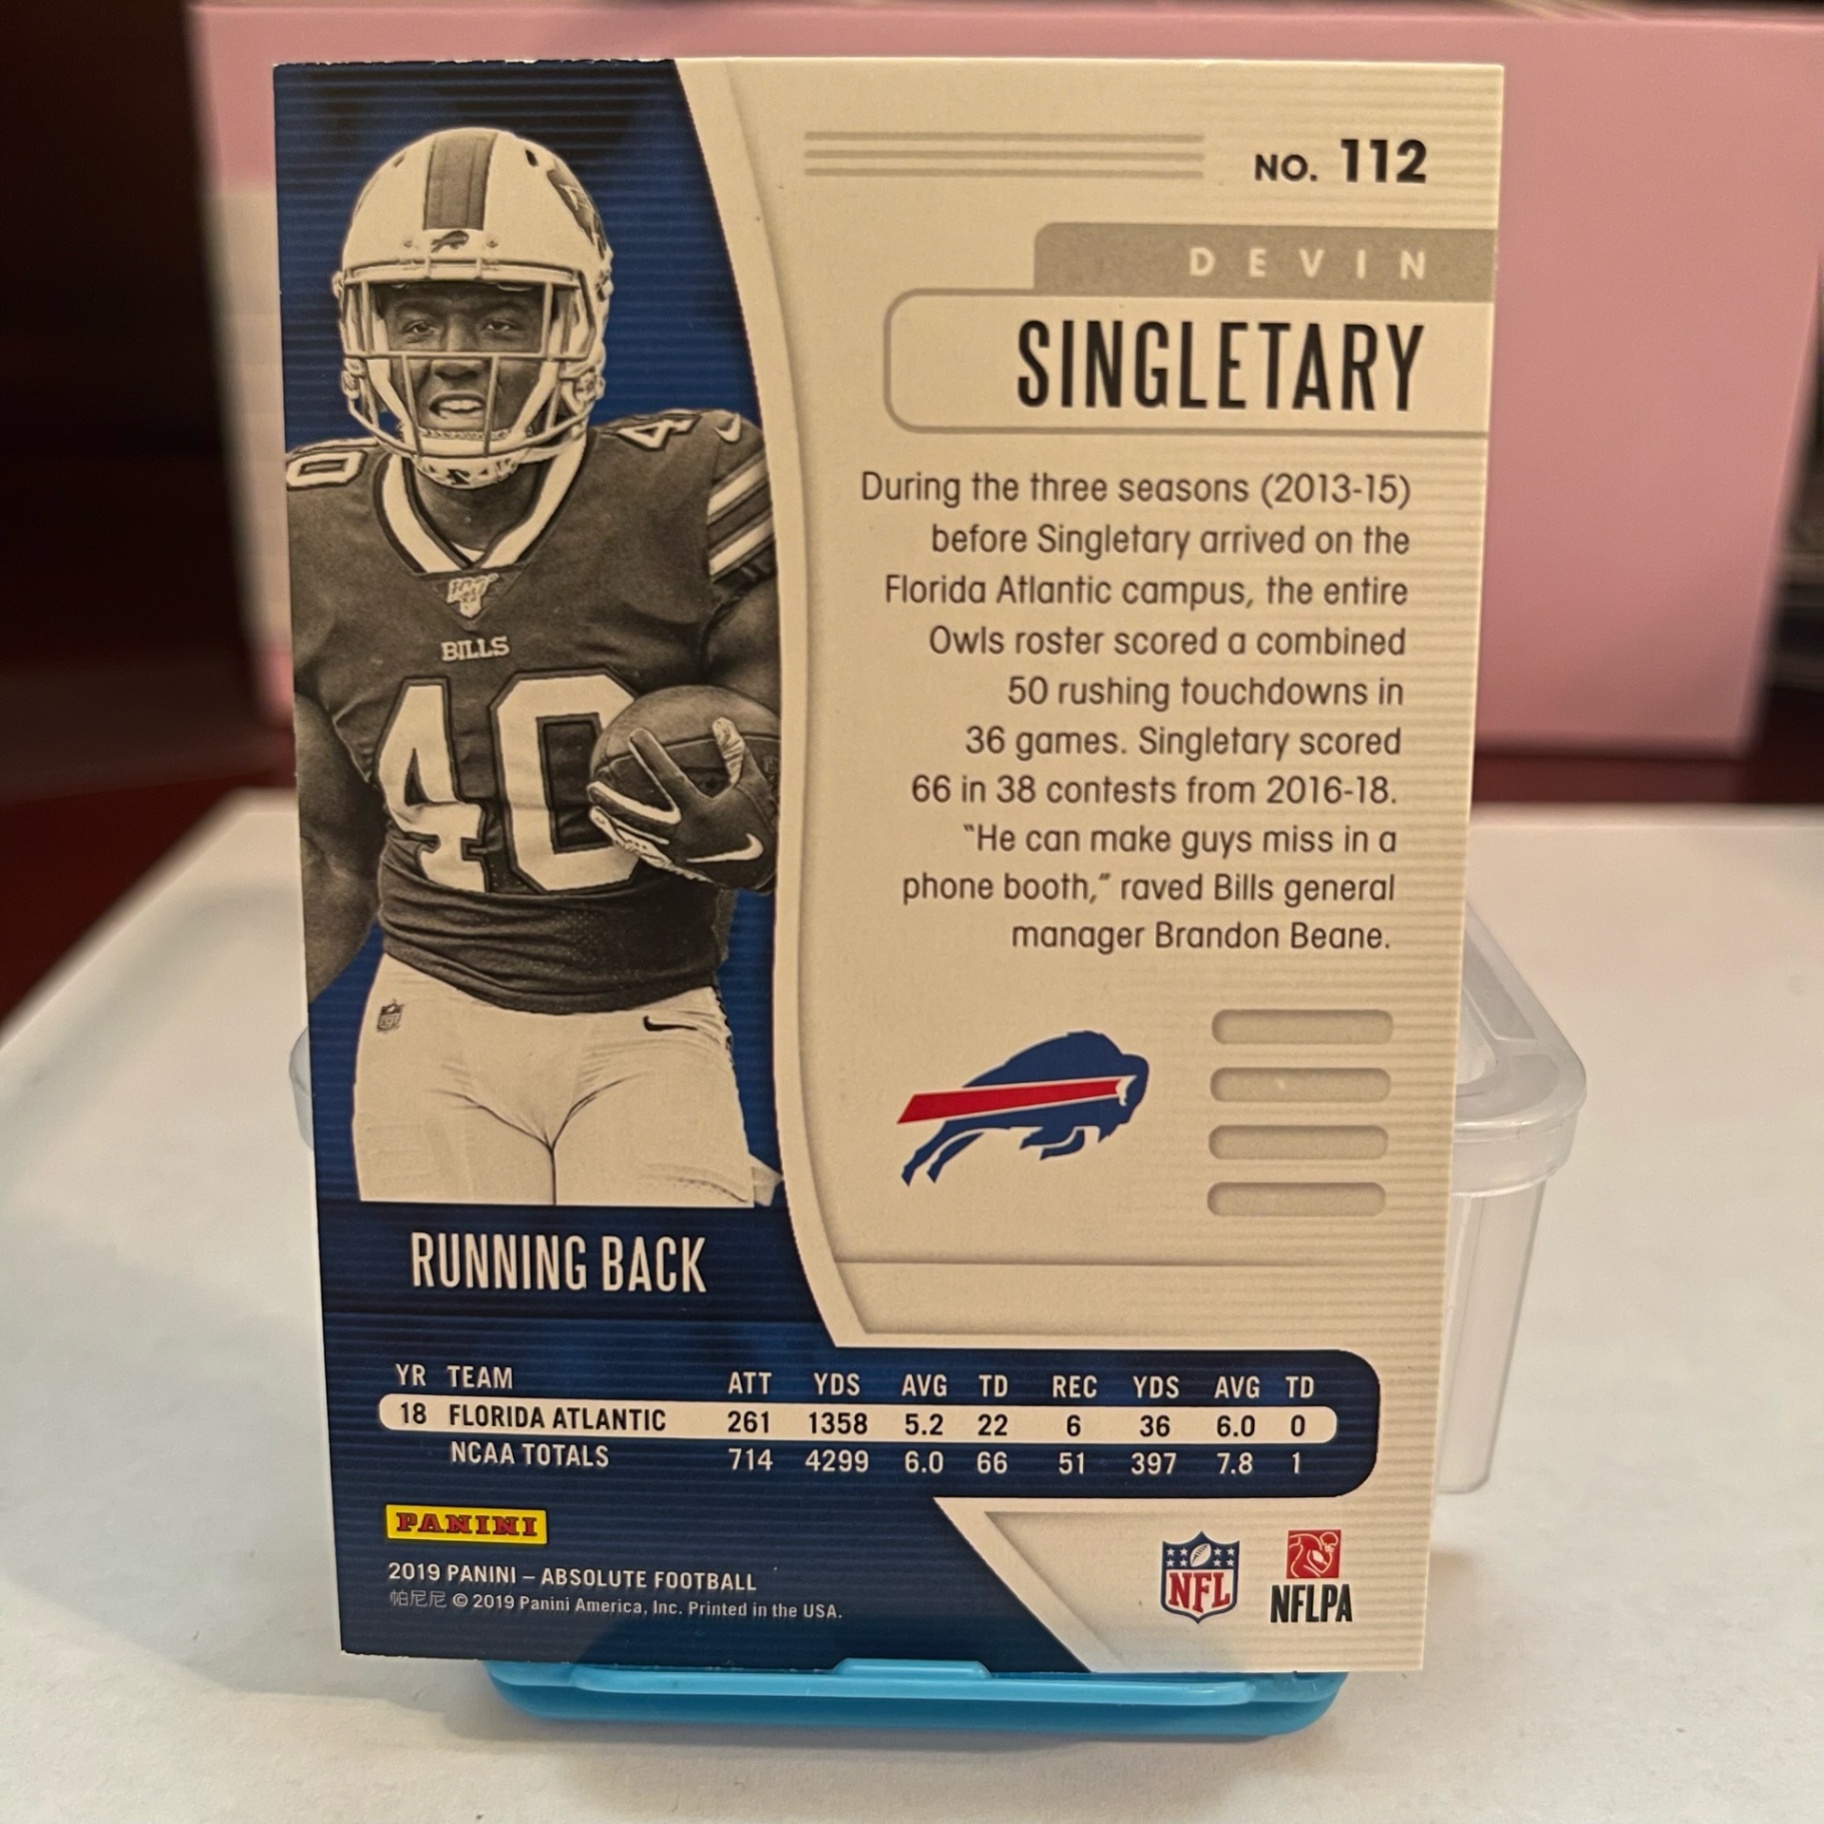 NO. 112
DEVIN
SINGLETARY
During the three seasons (2013-15)
before Singletary arrived on the
Florida Atlantic campus, the entire
Owls roster scored a combined
50 rushing touchdowns in
36 games. Singletary scored
66 in 38 contests from 2016-18.
"He can make guys miss in a
phone booth," raved Bills general
manager Brandon Beane.
40
40
BILLS
40
RUNNING BACK
YR TEAM ATT YDS AVG TD REC YDS AVG TD
18 FLORIDA ATLANTIC 261 1358 5.2 22 6 36 6.0 0
NCAA TOTALS 714 4299 6.0 66 51 397 7.8 1
PANINI
2019 PANINI – ABSOLUTE FOOTBALL
帕尼尼 © 2019 Panini America, Inc. Printed in the USA.
NFL
NFLPA